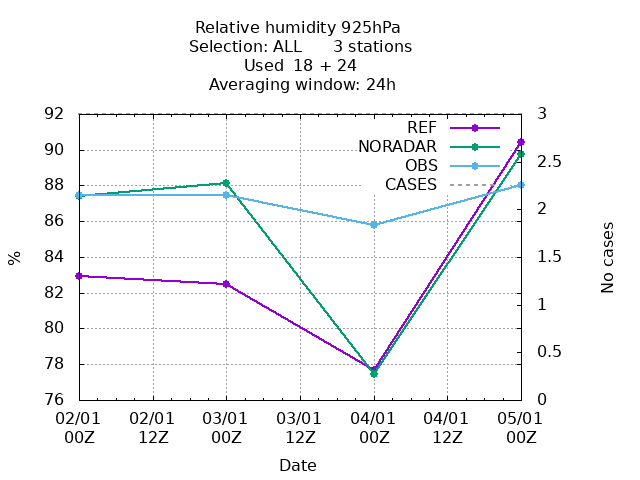 Relative humidity 925hPa
Selection: ALL      3 stations
Used  18 + 24
Averaging window: 24h
92
90
88
86
84
82
80
78
76
3
2.5
2
1.5
1
0.5
0
REF
NORADAR
OBS
CASES
%
No cases
02/01 02/01 03/01 03/01 04/01 04/01 05/01
00Z 12Z 00Z 12Z 00Z 12Z 00Z
Date